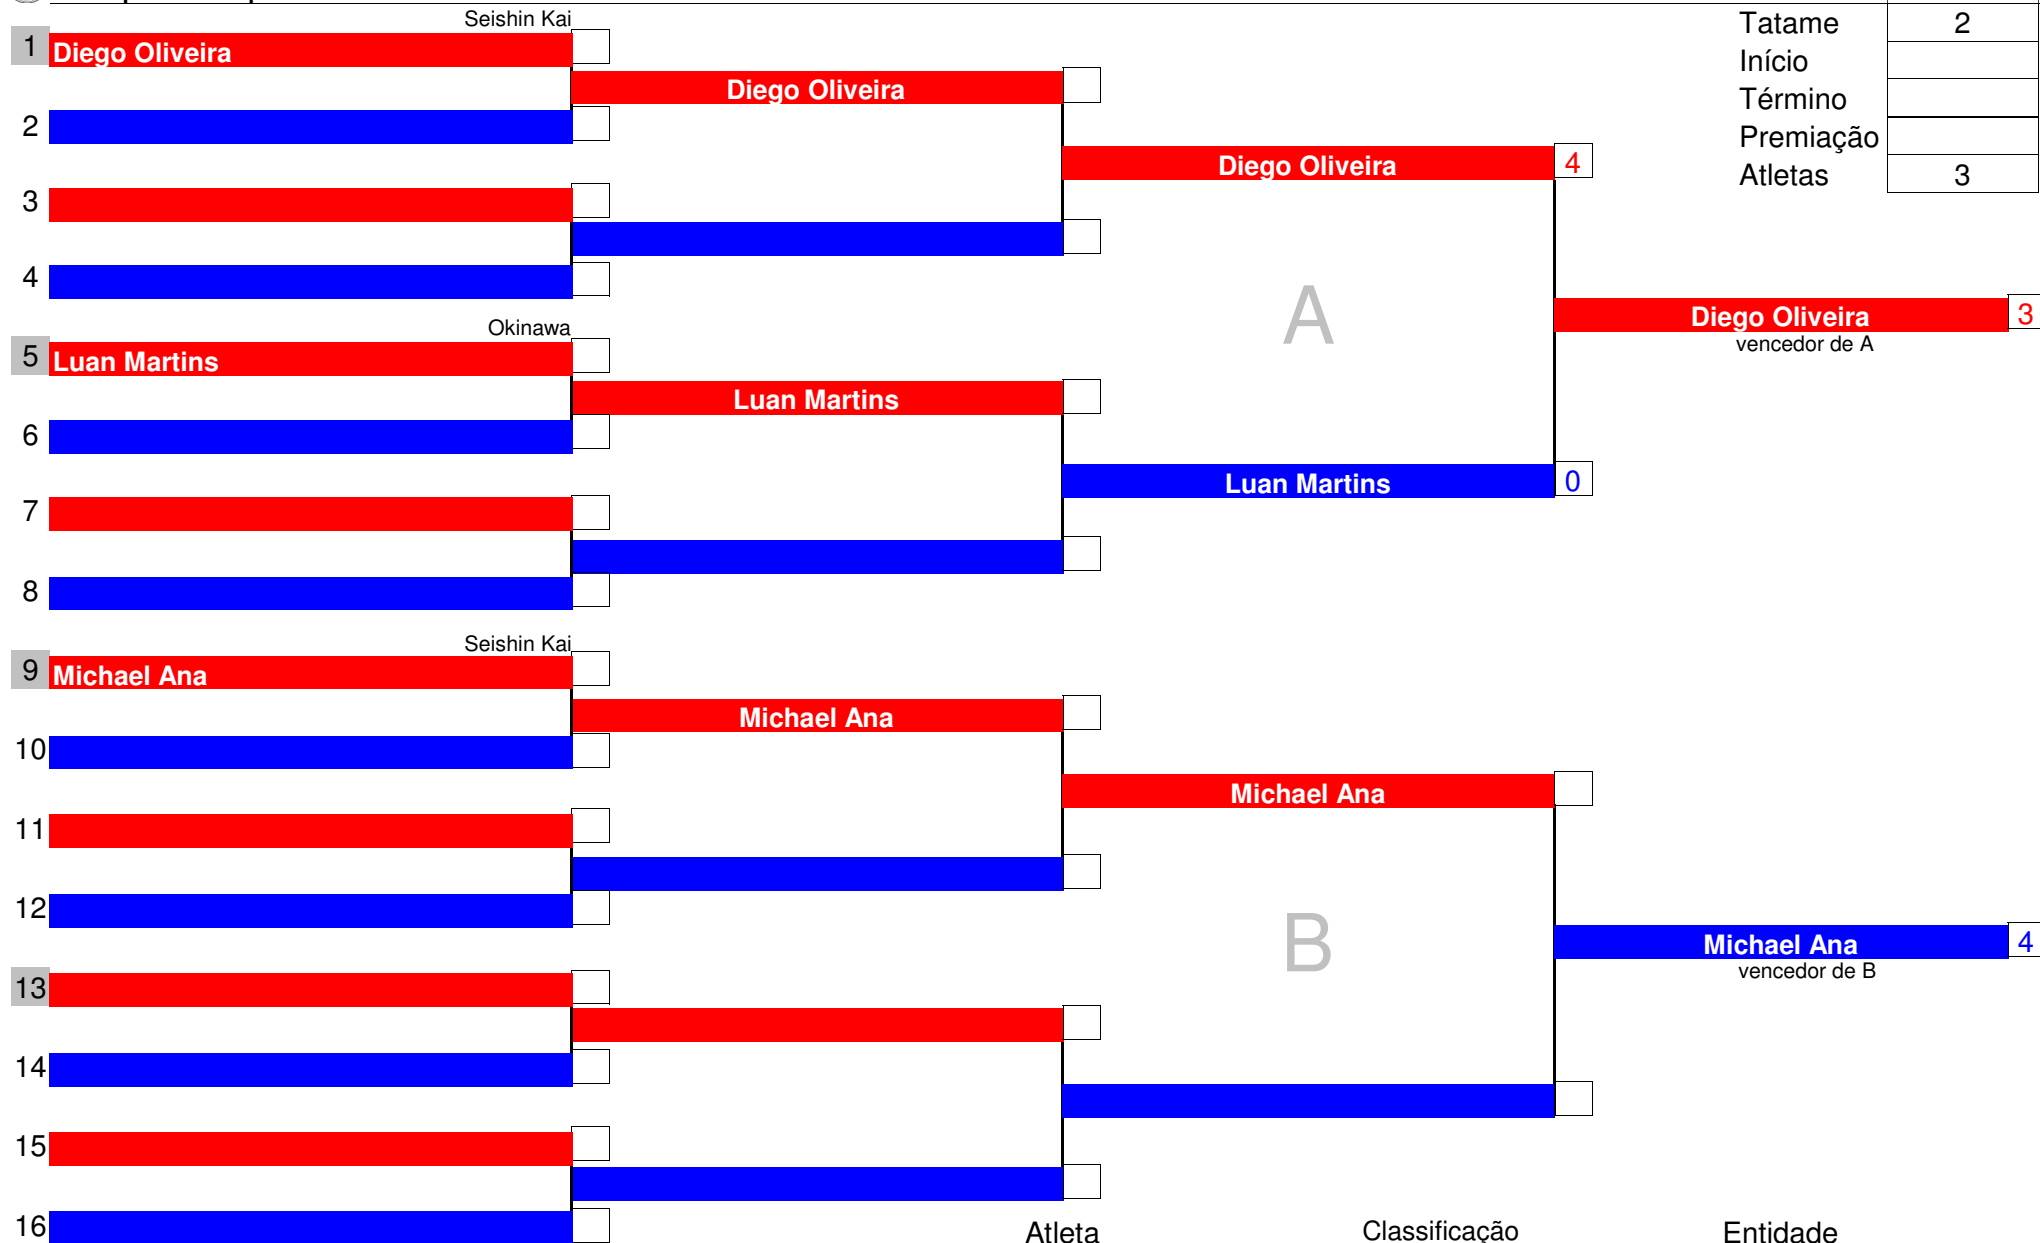 Seishin Kai
Tatame 2
1 Diego Oliveira
Início
Diego Oliveira
Término
2
Premiação
Diego Oliveira 4
Atletas 3
3
4
A
Diego Oliveira 3
Okinawa
vencedor de A
5 Luan Martins
Luan Martins
6
Luan Martins 0
7
8
Seishin Kai
9 Michael Ana
Michael Ana
10
Michael Ana
11
12
B
Michael Ana 4
vencedor de B
13
14
15
16
Atleta Classificação Entidade